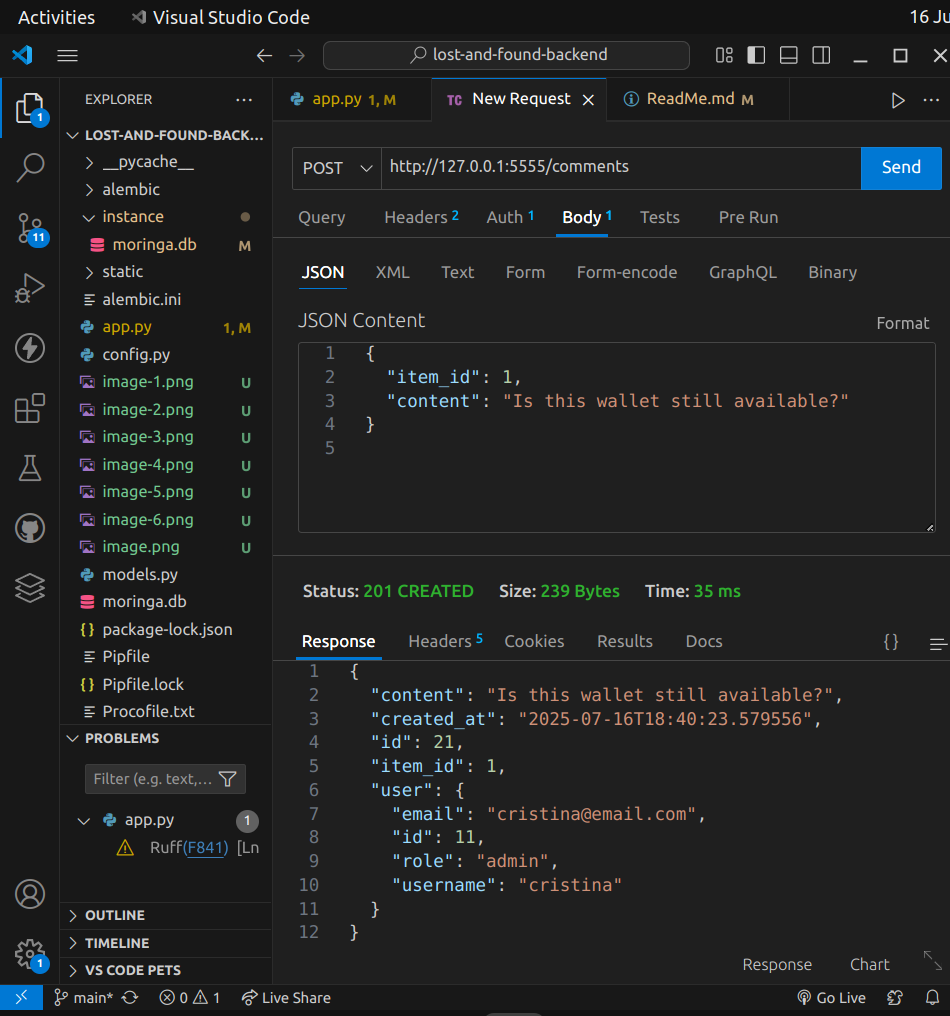 Activities
Visual Studio Code
16 Ju
lost-and-found-backend
EXPLORER
LOST-AND-FOUND-BACK...
__pycache__
alembic
instance
moringa.db M
static
alembic.ini
app.py 1, M
config.py
image-1.png U
image-2.png U
image-3.png U
image-4.png U
image-5.png U
image-6.png U
image.png U
models.py
moringa.db
package-lock.json
Pipfile
Pipfile.lock
Procofile.txt
PROBLEMS
Filter (e.g. text,...
app.py 1
Ruff(F841) [Ln
OUTLINE
TIMELINE
VS CODE PETS
1
11
1
app.py 1, M
TC New Request
ReadMe.md M
POST
http://127.0.0.1:5555/comments
Send
Query
Headers 2
Auth 1
Body 1
Tests
Pre Run
JSON
XML
Text
Form
Form-encode
GraphQL
Binary
JSON Content
Format
1 {
2 "item_id": 1,
3 "content": "Is this wallet still available?"
4 }
5
Status: 201 CREATED
Size: 239 Bytes
Time: 35 ms
Response
Headers 5
Cookies
Results
Docs
{}
1 {
2 "content": "Is this wallet still available?",
3 "created_at": "2025-07-16T18:40:23.579556",
4 "id": 21,
5 "item_id": 1,
6 "user": {
7 "email": "cristina@email.com",
8 "id": 11,
9 "role": "admin",
10 "username": "cristina"
11 }
12 }
Response
Chart
main*
0
1
Live Share
Go Live